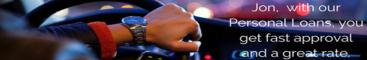 Jon, with our
Personal Loans, you
get fast approval
and a great rate.